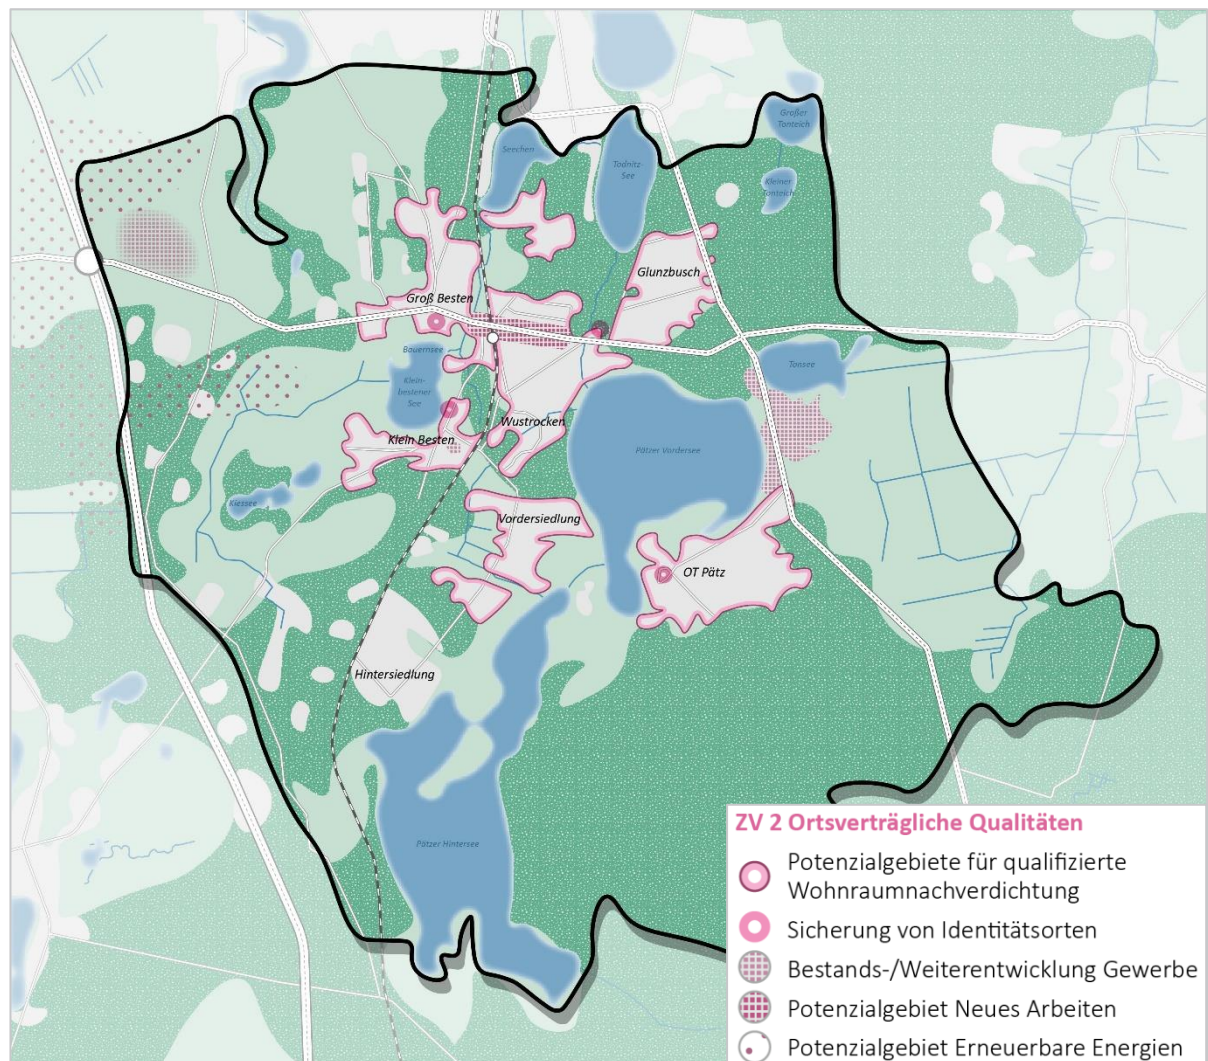 Großer
Tonteich
Seechen
Todnitz-
See
Kleiner
Tonteich
Glunzbusch
Groß Besten
Bauernsee
Tonsee
Klein-
bestener
See
Wustrocken
Klein Besten
Pätzer Vordersee
Kiessee
Vordersiedlung
OT Pätz
Hintersiedlung
Pätzer Hintersee
ZV 2 Ortsverträgliche Qualitäten
Potenzialgebiete für qualifizierte
Wohnraumnachverdichtung
Sicherung von Identitätsorten
Bestands-/Weiterentwicklung Gewerbe
Potenzialgebiet Neues Arbeiten
Potenzialgebiet Erneuerbare Energien